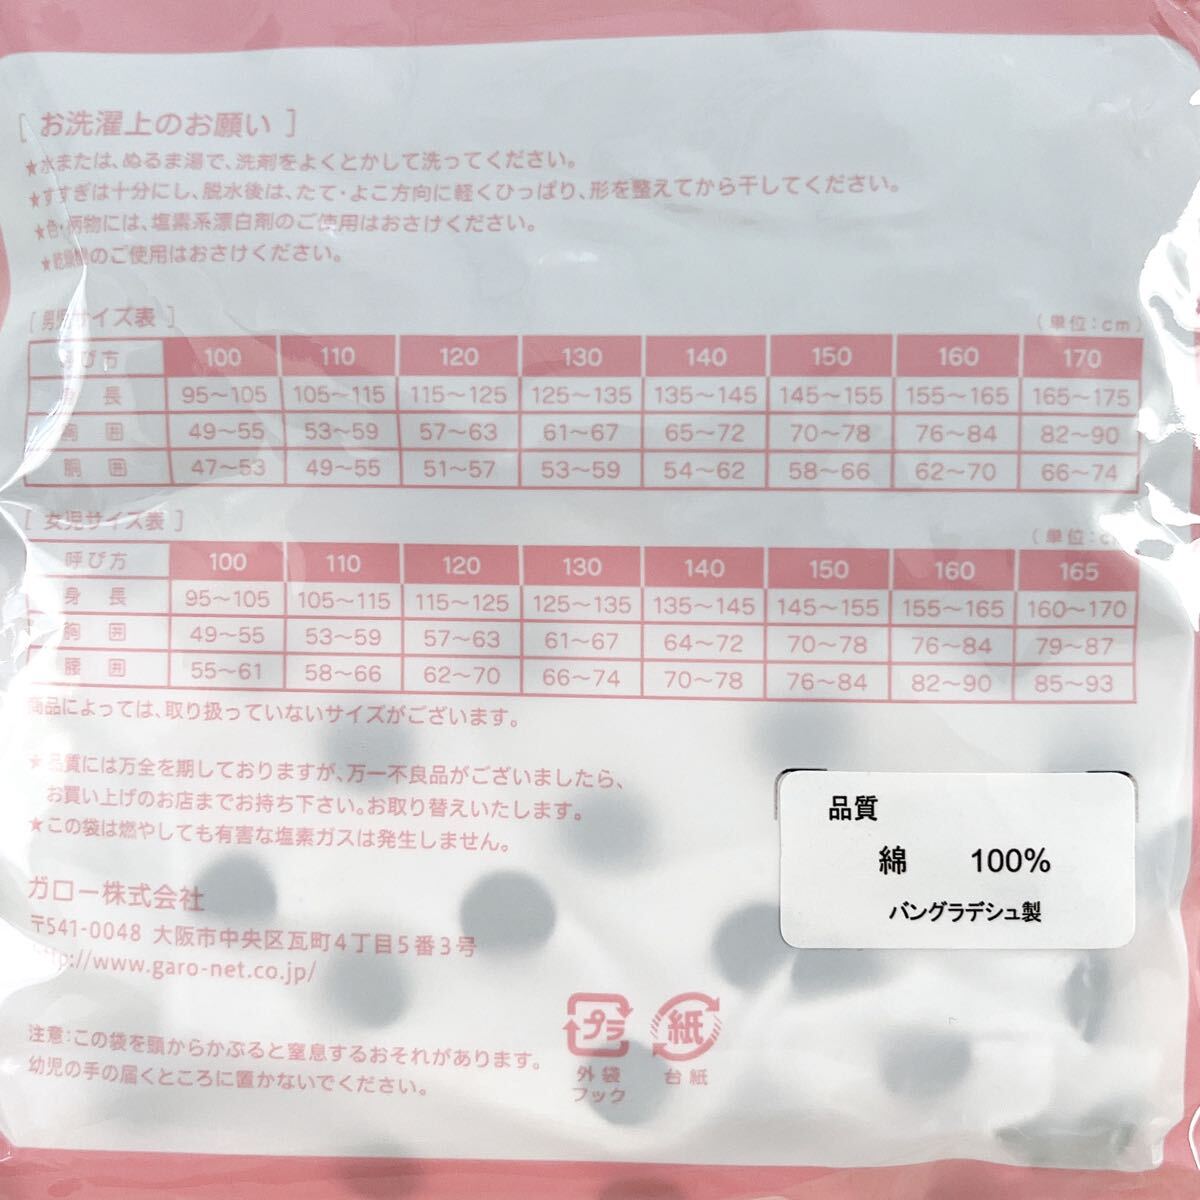 [ お洗濯上のお願い ]
★水または、ぬるま湯で、洗剤をよくとかして洗ってください。
★すすぎは十分にし、脱水後は、たて・よこ方向に軽くひっぱり、形を整えてから干してください。
★色・柄物には、塩素系漂白剤のご使用はおさけください。
★乾燥機のご使用はおさけください。
[ 男児サイズ表 ] (単位:cm)
呼び方 100 110 120 130 140 150 160 170
身長 95〜105 105〜115 115〜125 125〜135 135〜145 145〜155 155〜165 165〜175
胸囲 49〜55 53〜59 57〜63 61〜67 65〜72 70〜78 76〜84 82〜90
胴囲 47〜53 49〜55 51〜57 53〜59 54〜62 58〜66 62〜70 66〜74
[ 女児サイズ表 ] (単位:c
呼び方 100 110 120 130 140 150 160 165
身長 95〜105 105〜115 115〜125 125〜135 135〜145 145〜155 155〜165 160〜170
胸囲 49〜55 53〜59 57〜63 61〜67 64〜72 70〜78 76〜84 79〜87
腰囲 55〜61 58〜66 62〜70 66〜74 70〜78 76〜84 82〜90 85〜93
商品によっては、取り扱っていないサイズがございます。
★品質には万全を期しておりますが、万一不良品がございましたら、
お買い上げのお店までお持ち下さい。お取り替えいたします。
★この袋は燃やしても有害な塩素ガスは発生しません。
品質
綿 100%
バングラデシュ製
ガロー株式会社
〒541-0048 大阪市中央区瓦町4丁目5番3号
http://www.garo-net.co.jp/
注意:この袋を頭からかぶると窒息するおそれがあります。
幼児の手の届くところに置かないでください。
プラ 紙
外袋 台紙
フック